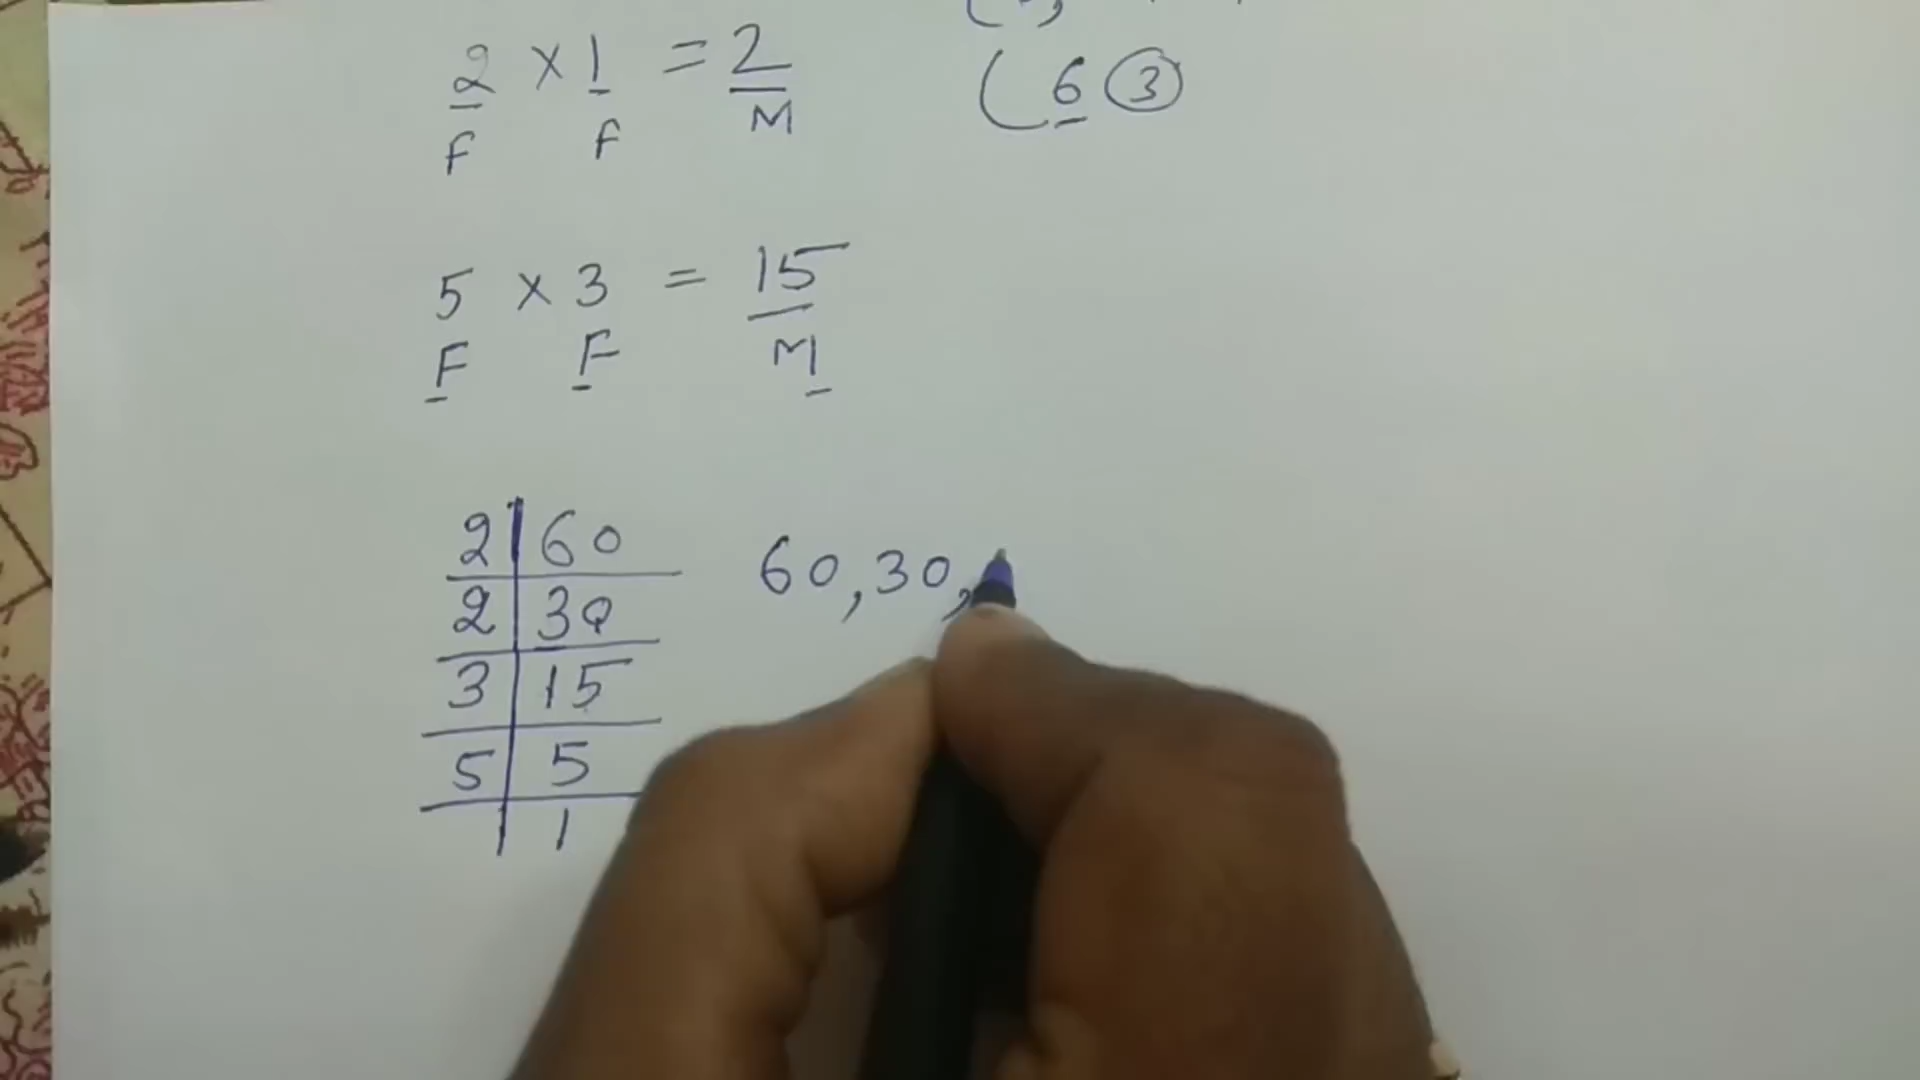 2 × 1 = 2
F F M
( 6 3
5 × 3 = 15
F F M
2 60
2 30
3 15
5 5
1
60, 30,